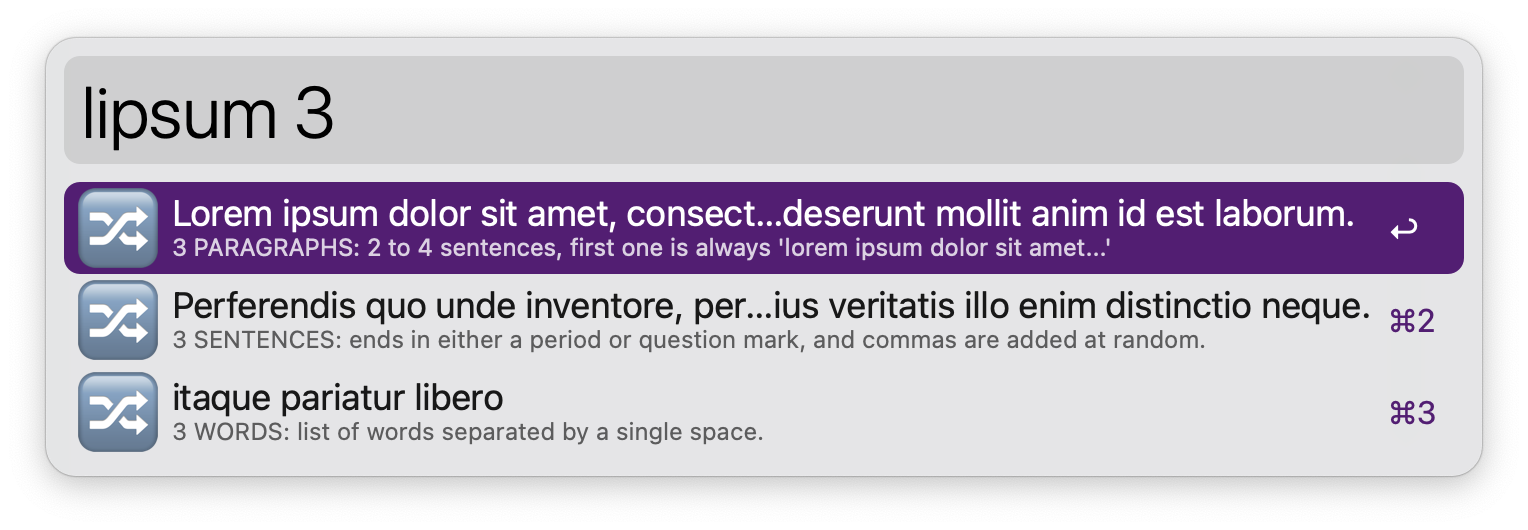 lipsum 3
Lorem ipsum dolor sit amet, consect...deserunt mollit anim id est laborum.
3 PARAGRAPHS: 2 to 4 sentences, first one is always 'lorem ipsum dolor sit amet...'
↩
Perferendis quo unde inventore, per...ius veritatis illo enim distinctio neque.
3 SENTENCES: ends in either a period or question mark, and commas are added at random.
⌘2
itaque pariatur libero
3 WORDS: list of words separated by a single space.
⌘3